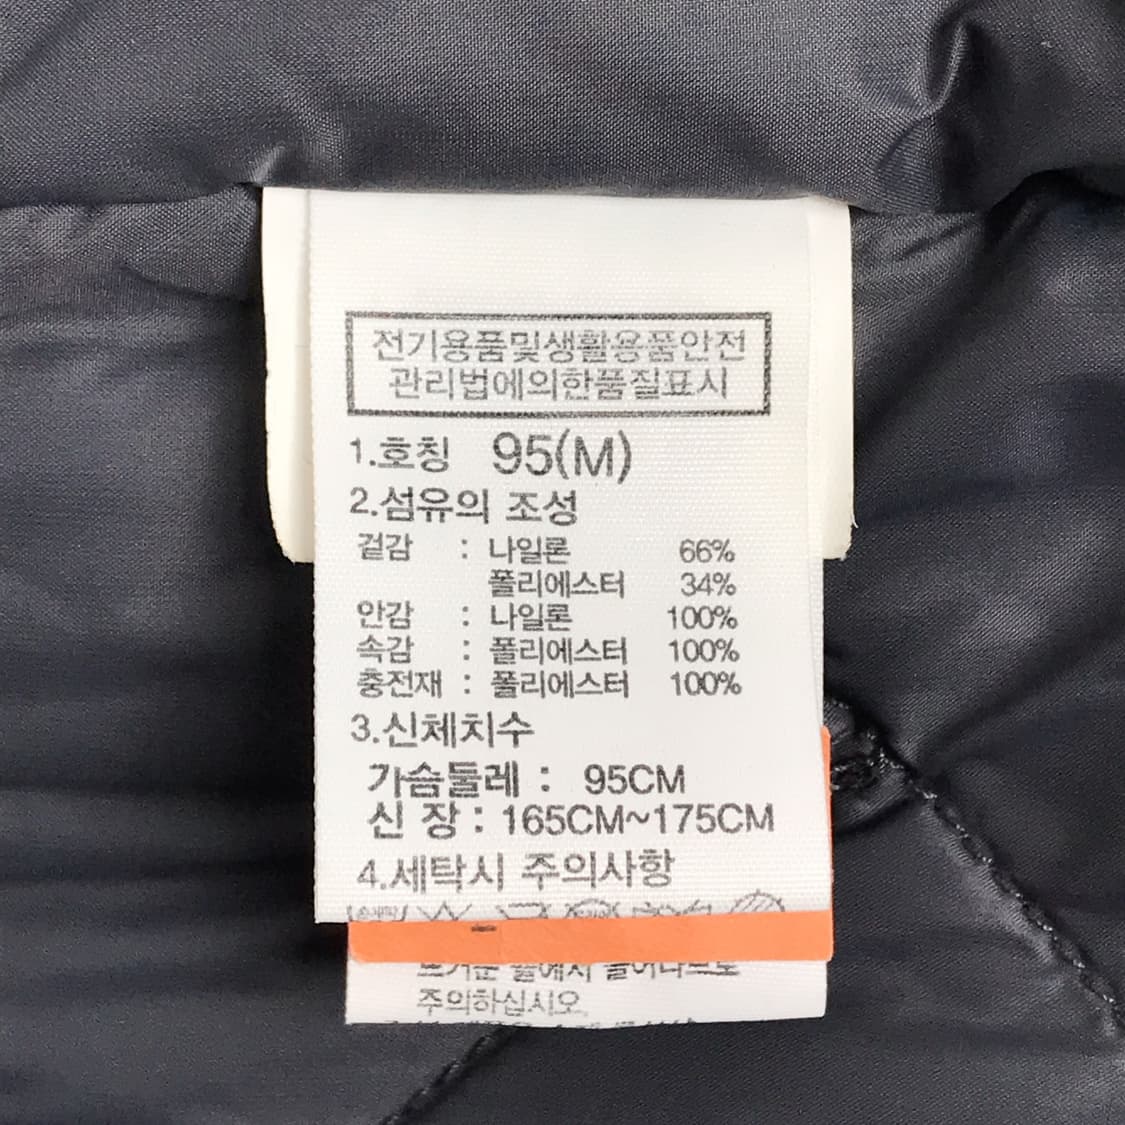 전기용품및생활용품안전
관리법에의한품질표시
1.호칭 95(M)
2.섬유의 조성
겉감 : 나일론 66%
폴리에스터 34%
안감 : 나일론 100%
속감 : 폴리에스터 100%
충전재 : 폴리에스터 100%
3.신체치수
가슴둘레 : 95CM
신 장 : 165CM~175CM
4.세탁시 주의사항
주의하십시오.